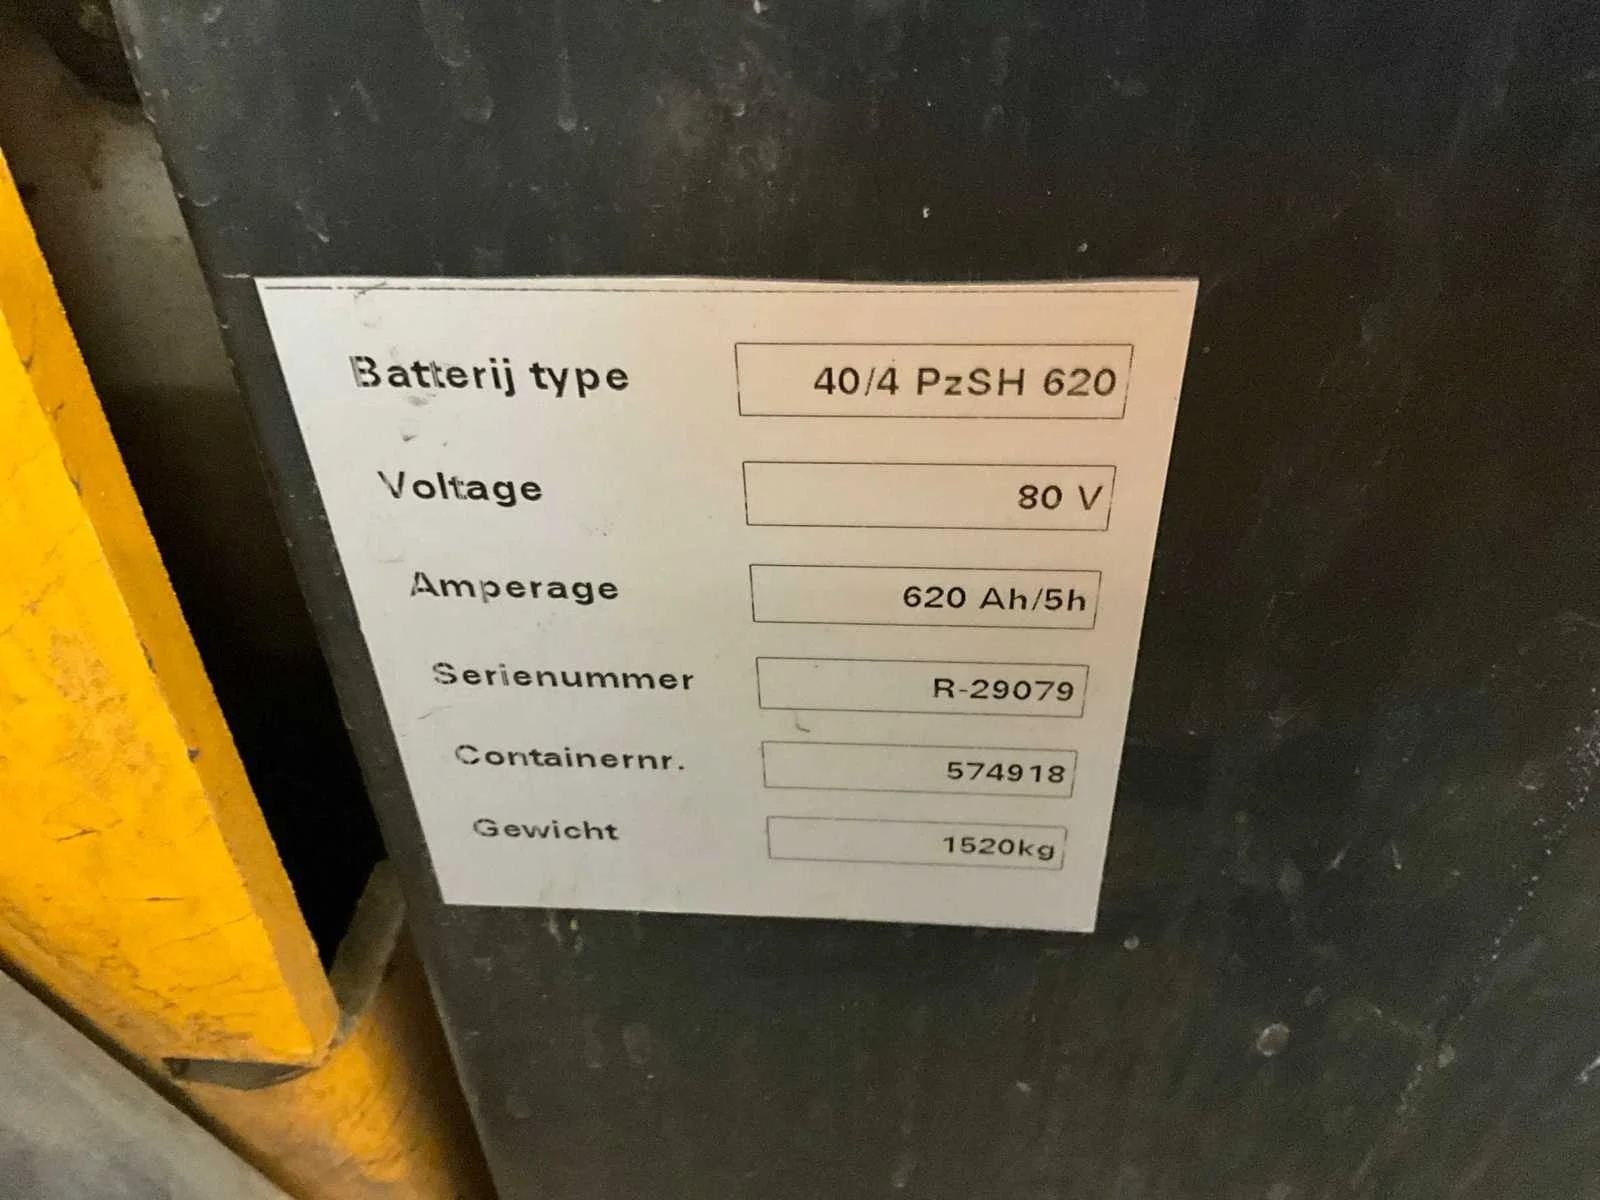 Batterij type 40/4 PzSH 620
Voltage 80 V
Amperage 620 Ah/5h
Serienummer R-29079
Containernr. 574918
Gewicht 1520kg